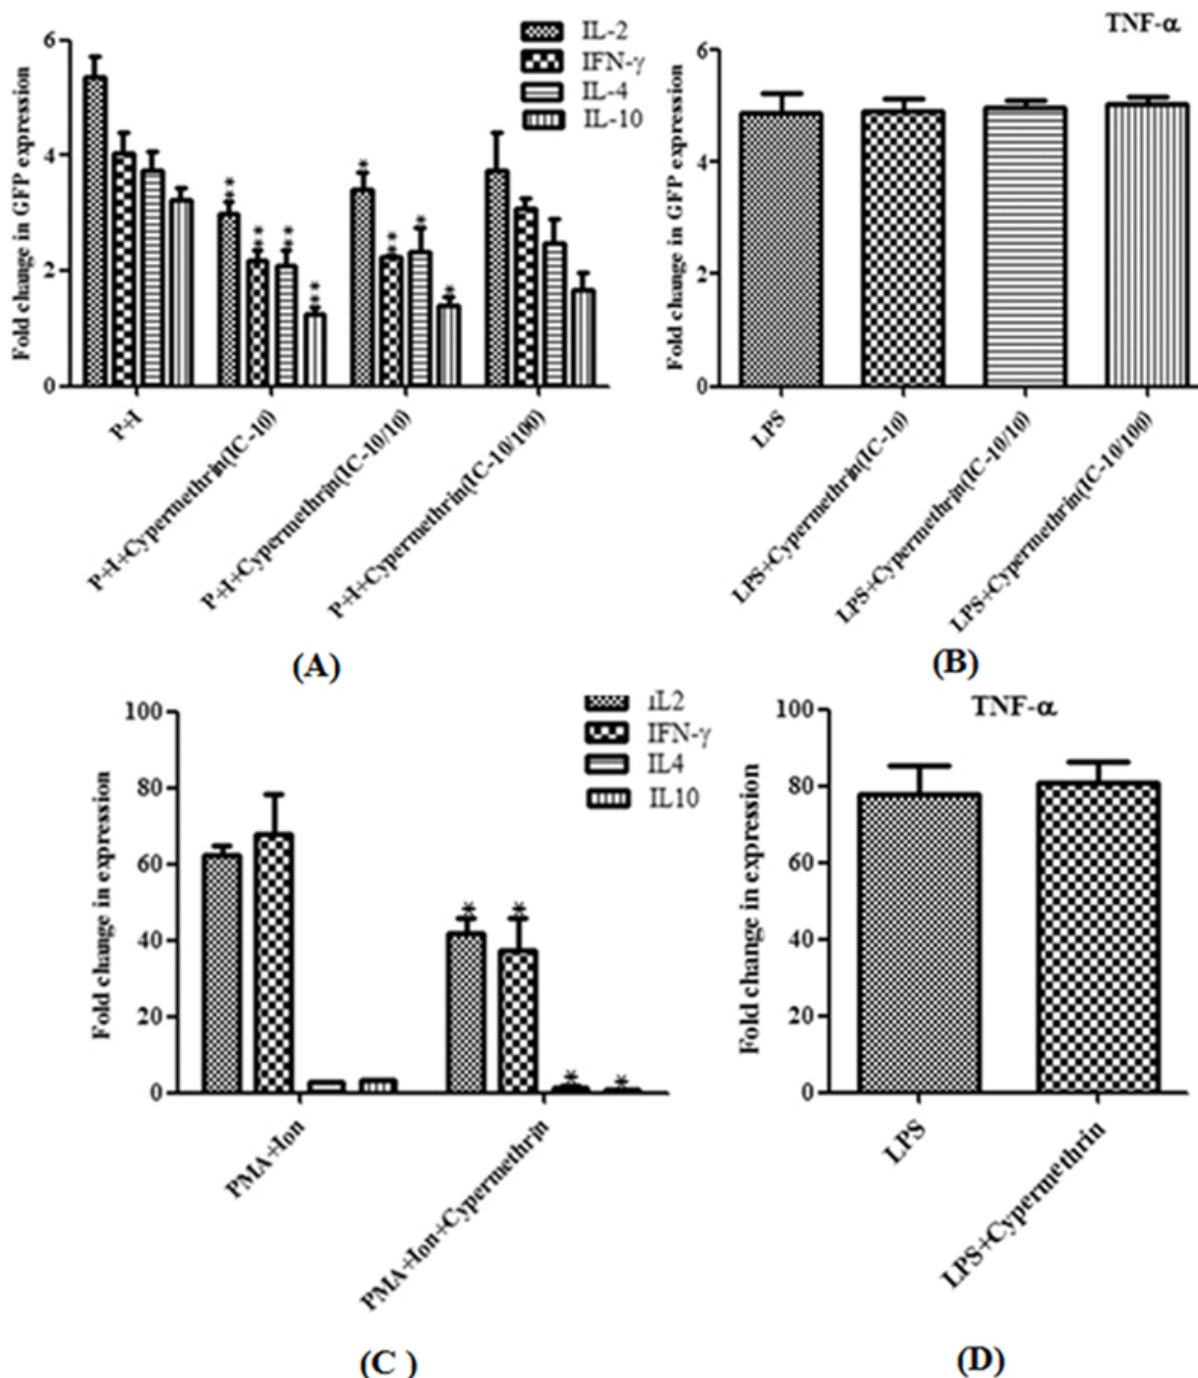 IL-2
IFN-γ
IL-4
IL-10
Fold change in GFP expression
6
4
2
0
**
**
**
**
*
**
*
*
P+I
P+I+Cypermethrin(IC-10)
P+I+Cypermethrin(IC-10/10)
P+I+Cypermethrin(IC-10/100)
(A)
TNF-α
Fold change in GFP expression
6
4
2
0
LPS
LPS+Cypermethrin(IC-10)
LPS+Cypermethrin(IC-10/10)
LPS+Cypermethrin(IC-10/100)
(B)
IL2
IFN-γ
IL4
IL10
Fold change in expression
100
80
60
40
20
0
*
*
*
*
PMA+Ion
PMA+Ion+Cypermethrin
(C )
TNF-α
Fold change in expression
100
80
60
40
20
0
LPS
LPS+Cypermethrin
(D)